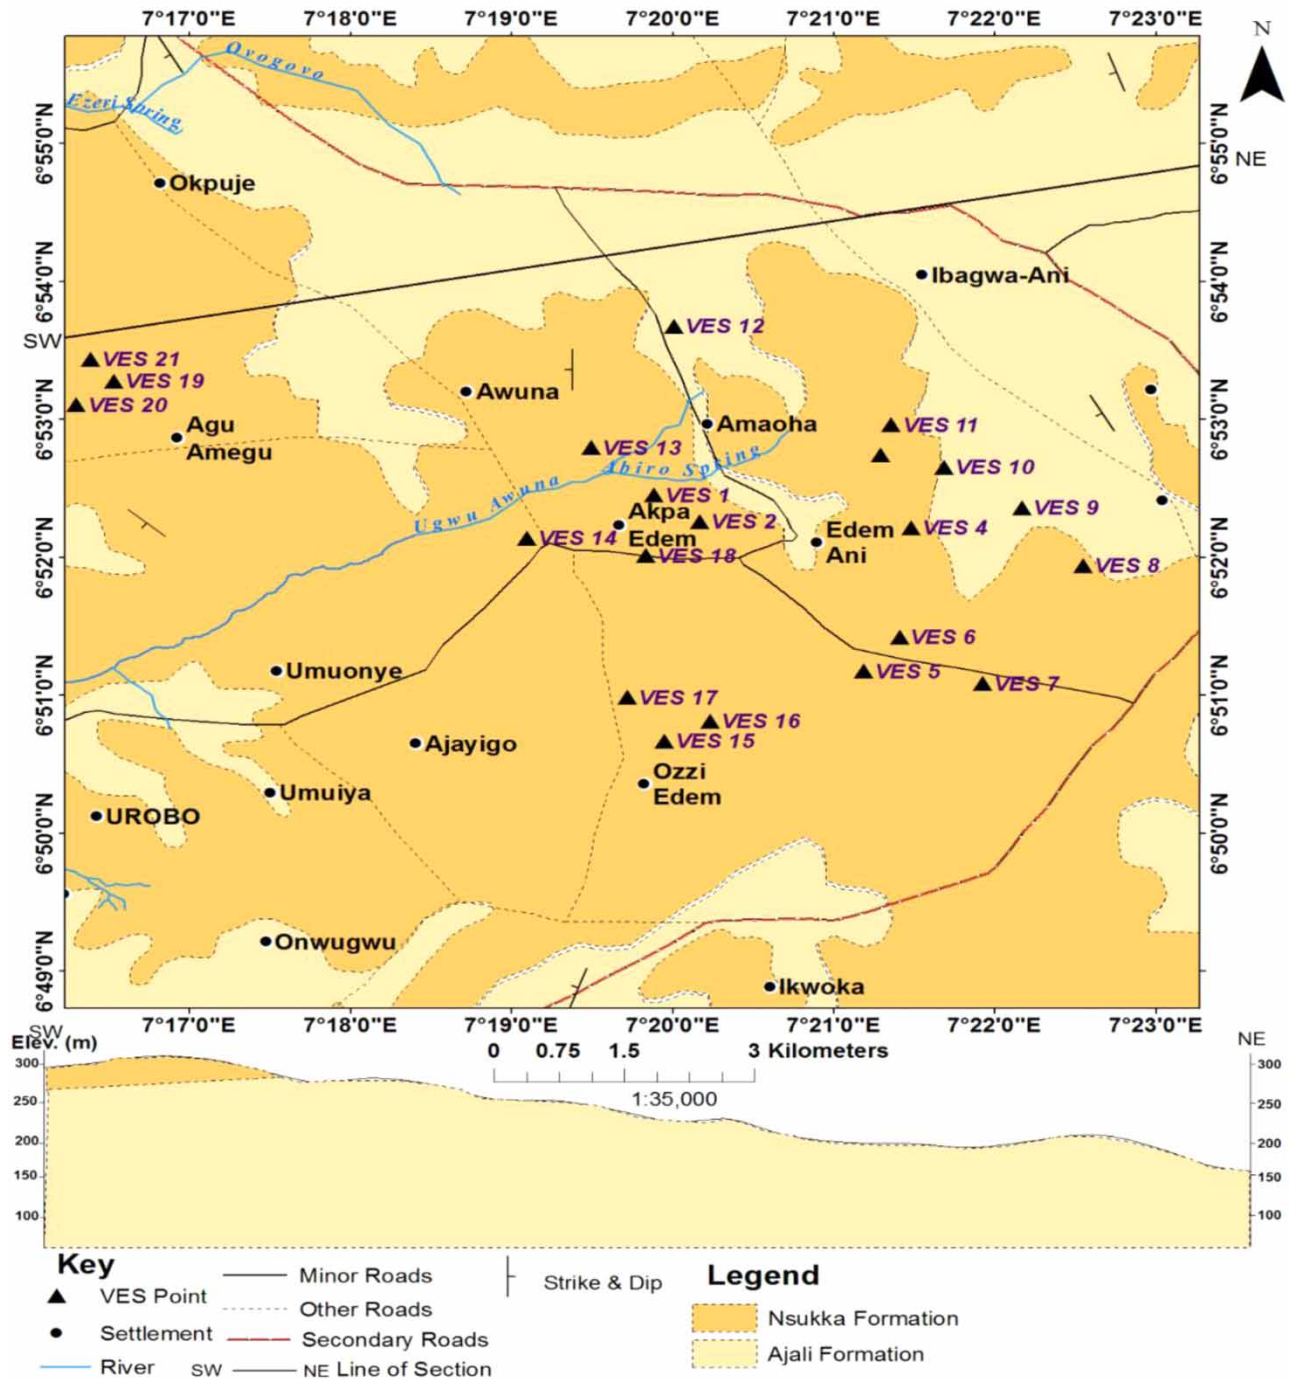 7°17'0"E 7°18'0"E 7°19'0"E 7°20'0"E 7°21'0"E 7°22'0"E 7°23'0"E
N
Ovogovo
Ezeri Spring
6°55'0"N
6°55'0"N
NE
Okpuje
6°54'0"N
Ibagwa-Ani
6°54'0"N
SW
VES 12
VES 21
VES 19
VES 20
Awuna
6°53'0"N
Agu
Amegu
Amaoha
VES 11
6°53'0"N
VES 13
Abiro Spring
VES 10
Ugwu Awuna
VES 1
Akpa
Edem
VES 2
VES 9
Edem
Ani
VES 4
VES 14
VES 18
VES 8
6°52'0"N
6°52'0"N
VES 6
Umuonye
VES 5
VES 7
6°51'0"N
6°51'0"N
VES 17
VES 16
VES 15
Ajayigo
Ozzi
Edem
Umuiya
UROBO
6°50'0"N
6°50'0"N
Onwugwu
6°49'0"N
Ikwoka
7°17'0"E 7°18'0"E 7°19'0"E 7°20'0"E 7°21'0"E 7°22'0"E 7°23'0"E
SW
Elev. (m)
NE
0 0.75 1.5 3 Kilometers
1:35,000
300
250
200
150
100
300
250
200
150
100
Key
VES Point
Settlement
River
Minor Roads
Other Roads
Secondary Roads
SW NE Line of Section
Strike & Dip
Legend
Nsukka Formation
Ajali Formation